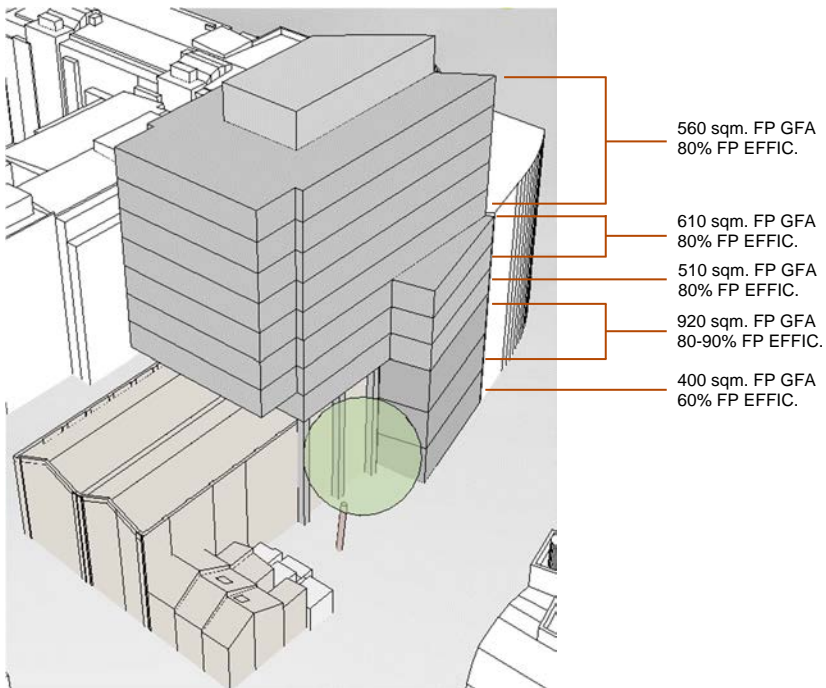 560 sqm. FP GFA
80% FP EFFIC.
610 sqm. FP GFA
80% FP EFFIC.
510 sqm. FP GFA
80% FP EFFIC.
920 sqm. FP GFA
80-90% FP EFFIC.
400 sqm. FP GFA
60% FP EFFIC.